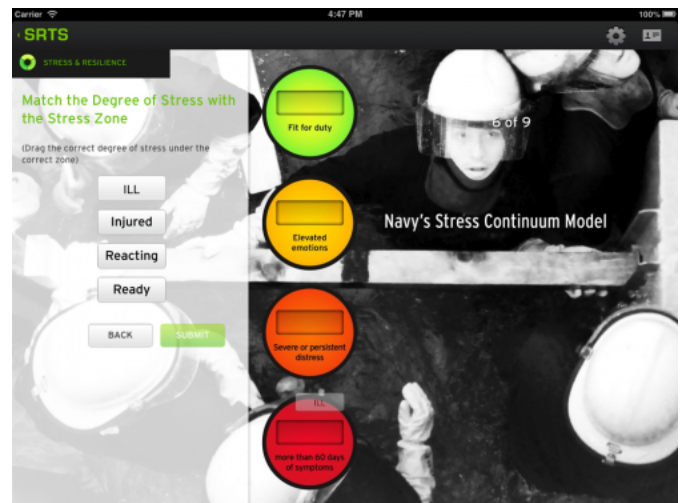 Carrier
4:47 PM
100%
SRTS
STRESS & RESILIENCE
Match the Degree of Stress with
the Stress Zone
(Drag the correct degree of stress under the
correct zone)
ILL
Injured
Reacting
Ready
BACK
SUBMIT
Fit for duty
Elevated
emotions
Severe or persistent
distress
ILL
more than 60 days
of symptoms
6 of 9
Navy's Stress Continuum Model